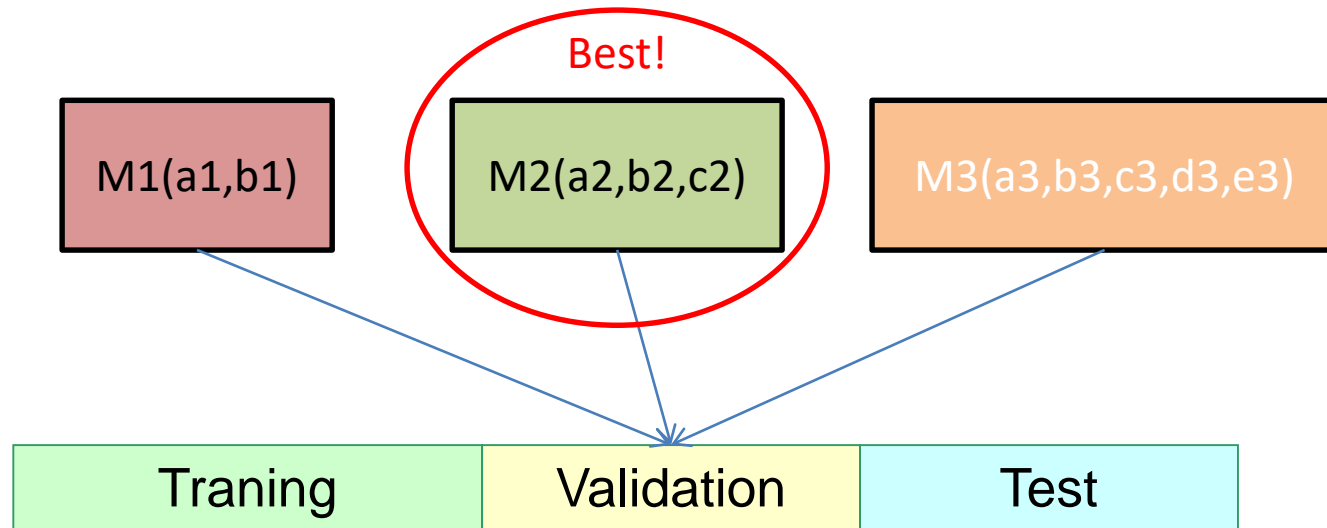 Best!
M1(a1,b1)
M2(a2,b2,c2)
M3(a3,b3,c3,d3,e3)
Traning
Validation
Test